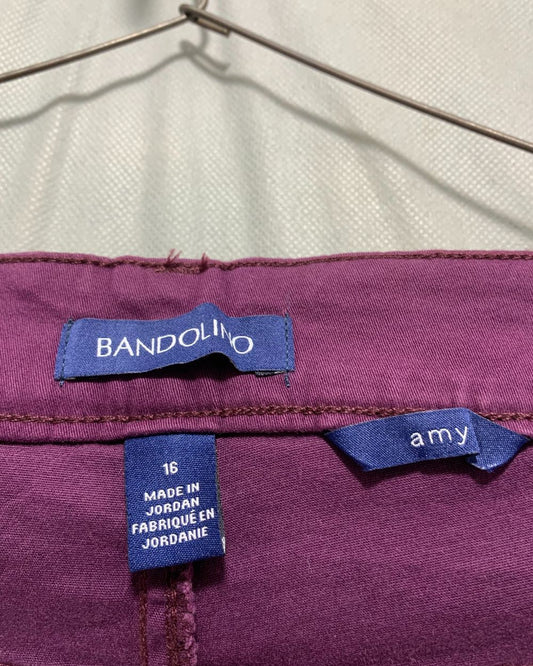 BANDOLINO
amy
16
MADE IN
JORDAN
FABRIQUÉ EN
JORDANIE